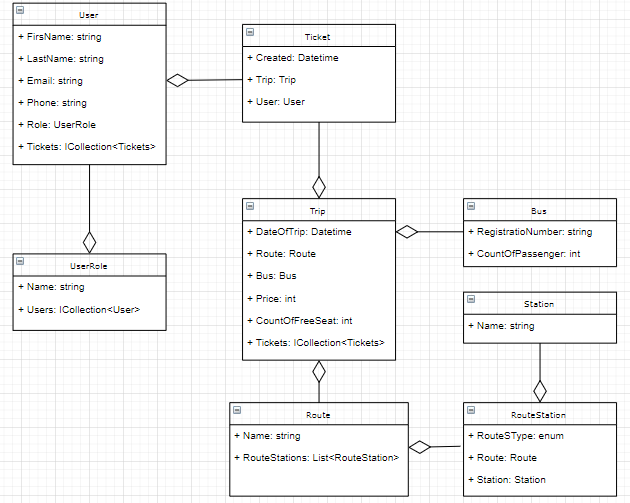 User
+ FirsName: string
+ LastName: string
+ Email: string
+ Phone: string
+ Role: UserRole
+ Tickets: ICollection<Tickets>
Ticket
+ Created: Datetime
+ Trip: Trip
+ User: User
UserRole
+ Name: string
+ Users: ICollection<User>
Trip
+ DateOfTrip: Datetime
+ Route: Route
+ Bus: Bus
+ Price: int
+ CountOfFreeSeat: int
+ Tickets: ICollection<Tickets>
Bus
+ RegistratioNumber: string
+ CountOfPassenger: int
Station
+ Name: string
Route
+ Name: string
+ RouteStations: List<RouteStation>
RouteStation
+ RouteSType: enum
+ Route: Route
+ Station: Station